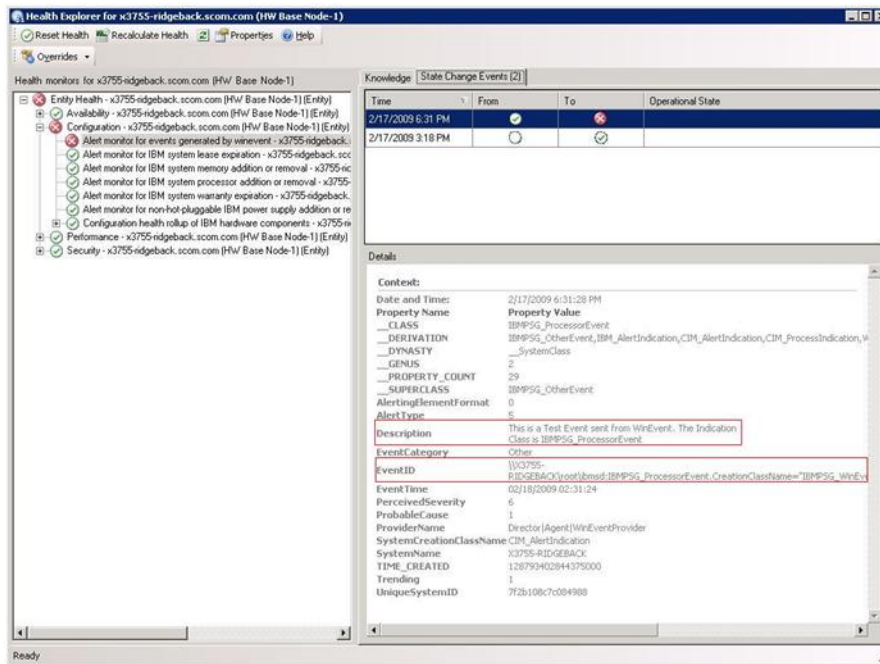 Health Explorer for x3755-ridgeback.scom.com (HW Base Node-1)
Reset Health Recalculate Health Properties Help
Overrides
Health monitors for x3755-ridgeback.scom.com (HW Base Node-1)
Entity Health - x3755-ridgeback.scom.com (HW Base Node-1) (Entity)
Availability - x3755-ridgeback.scom.com (HW Base Node-1) (Entity)
Configuration - x3755-ridgeback.scom.com (HW Base Node-1) (Entity)
Alert monitor for events generated by winevent - x3755-ridgeback.
Alert monitor for IBM system lease expiration - x3755-ridgeback.sco
Alert monitor for IBM system memory addition or removal - x3755-ric
Alert monitor for IBM system processor addition or removal - x3755-
Alert monitor for IBM system warranty expiration - x3755-ridgeback.
Alert monitor for non-hot-pluggable IBM power supply addition or re
Configuration health rollup of IBM hardware components - x3755-ri
Performance - x3755-ridgeback.scom.com (HW Base Node-1) (Entity)
Security - x3755-ridgeback.scom.com (HW Base Node-1) (Entity)
Knowledge State Change Events (2)
Time From To Operational State
2/17/2009 6:31 PM
2/17/2009 3:18 PM
Details
Context:
Date and Time: 2/17/2009 6:31:28 PM
Property Name Property Value
__CLASS IBMPSG_ProcessorEvent
__DERIVATION IBMPSG_OtherEvent,IBM_AlertIndication,CIM_AlertIndication,CIM_ProcessIndication,
__DYNASTY __SystemClass
__GENUS 2
__PROPERTY_COUNT 29
__SUPERCLASS IBMPSG_OtherEvent
AlertingElementFormat 0
AlertType 5
Description This is a Test Event sent from WinEvent. The Indication
Class is IBMPSG_ProcessorEvent
EventCategory Other
EventID \\X3755-
RIDGEBACK\root\ibmsd:IBMPSG_ProcessorEvent.CreationClassName="IBMPSG_WinEv
EventTime 02/18/2009 02:31:24
PerceivedSeverity 6
ProbableCause 1
ProviderName Director|Agent|WinEventProvider
SystemCreationClassName CIM_AlertIndication
SystemName X3755-RIDGEBACK
TIME_CREATED 128793402844375000
Trending 1
UniqueSystemID 7f2b108c7c084988
Ready